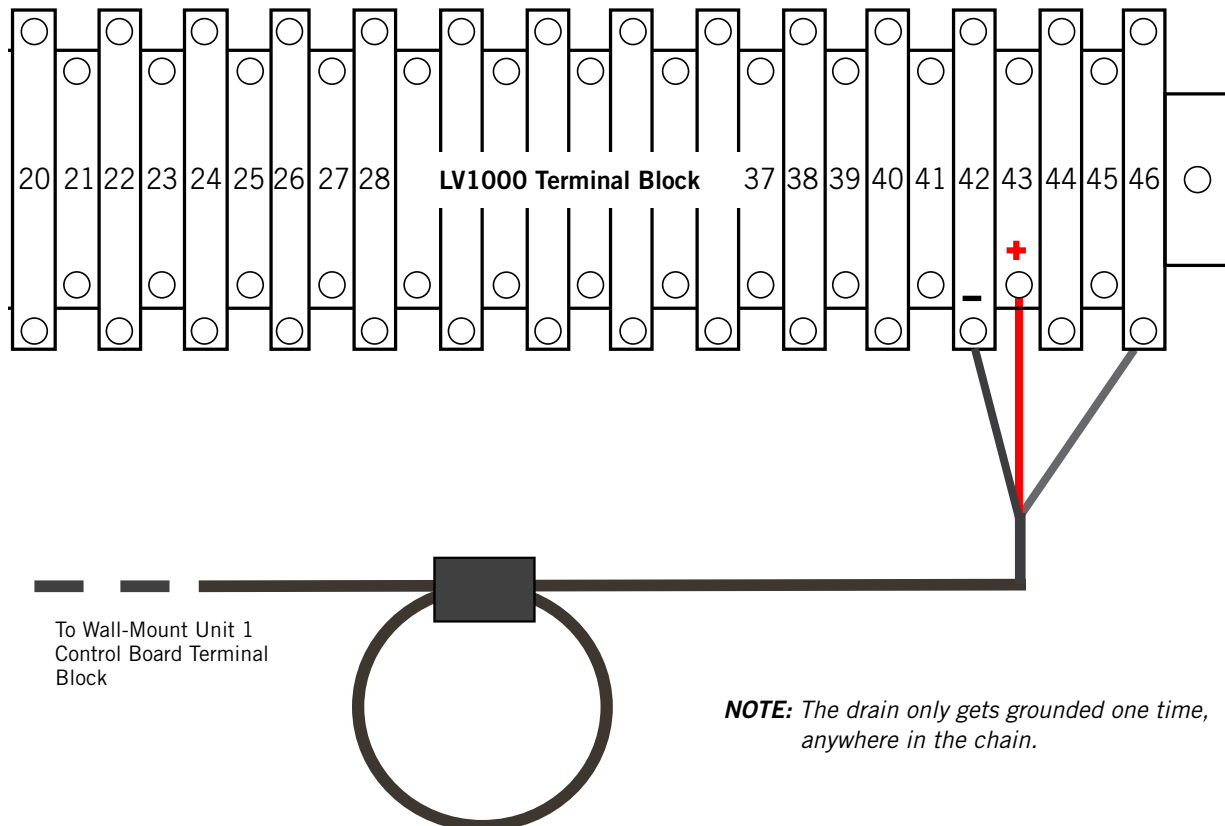 20 21 22 23 24 25 26 27 28 LV1000 Terminal Block 37 38 39 40 41 42 43 44 45 46
- +
To Wall-Mount Unit 1
Control Board Terminal
Block
NOTE: The drain only gets grounded one time,
anywhere in the chain.